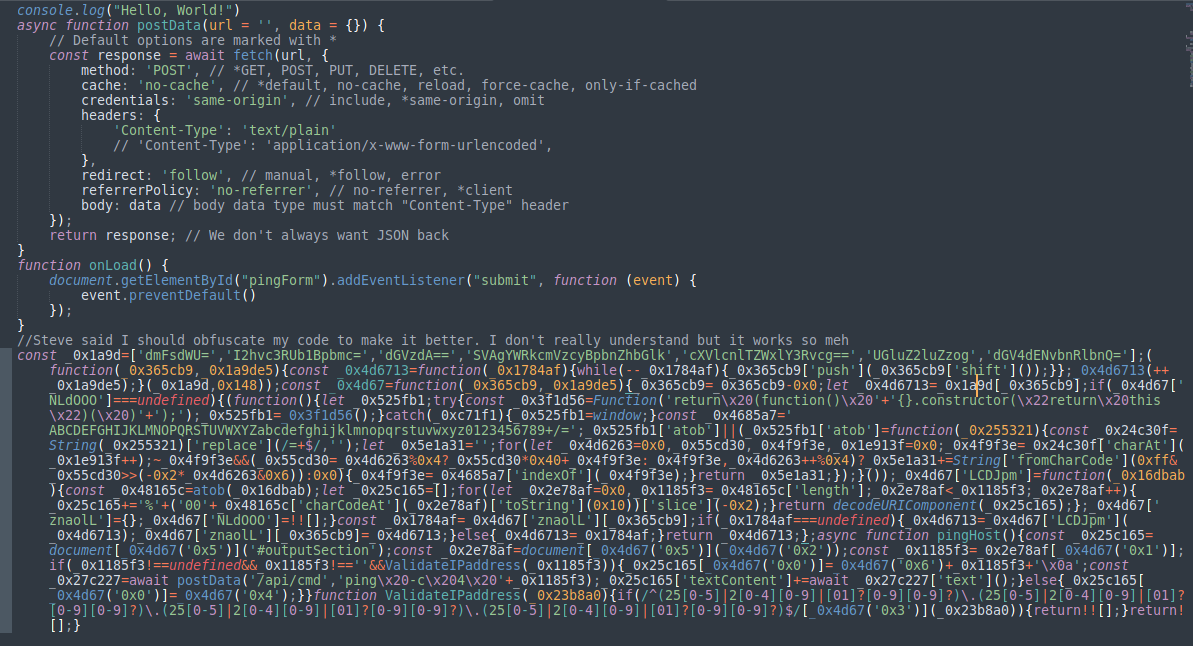 console.log("Hello, World!")
async function postData(url = '', data = {}) {
    // Default options are marked with *
    const response = await fetch(url, {
        method: 'POST', // *GET, POST, PUT, DELETE, etc.
        cache: 'no-cache', // *default, no-cache, reload, force-cache, only-if-cached
        credentials: 'same-origin', // include, *same-origin, omit
        headers: {
            'Content-Type': 'text/plain'
            // 'Content-Type': 'application/x-www-form-urlencoded',
        },
        redirect: 'follow', // manual, *follow, error
        referrerPolicy: 'no-referrer', // no-referrer, *client
        body: data // body data type must match "Content-Type" header
    });
    return response; // We don't always want JSON back
}
function onLoad() {
    document.getElementById("pingForm").addEventListener("submit", function (event) {
        event.preventDefault()
    });
}
//Steve said I should obfuscate my code to make it better. I don't really understand but it works so meh
const _0x1a9d=['dmFsdWU=','I2hvc3RUb1Bpbmc=','dGVzdA==','SVAgYWRkcmVzcyBpbnZhbGlk','cXVlcnlTZWxlY3Rvcg==','UGluZ2luZzog','dGV4dENvbnRlbnQ='];(
function(_0x365cb9,_0x1a9de5){const _0x4d6713=function(_0x1784af){while(--_0x1784af){_0x365cb9['push'](_0x365cb9['shift']());}};_0x4d6713(++
_0x1a9de5);}(_0x1a9d,0x148));const _0x4d67=function(_0x365cb9,_0x1a9de5){_0x365cb9=_0x365cb9-0x0;let _0x4d6713=_0x1a9d[_0x365cb9];if(_0x4d67['
NLdOOO']===undefined){(function(){let _0x525fb1;try{const _0x3f1d56=Function('return\x20(function()\x20'+'{}.constructor(\x22return\x20this
\x22)(\x20)'+');');_0x525fb1=_0x3f1d56();}catch(_0xc71f1){_0x525fb1=window;}const _0x4685a7='
ABCDEFGHIJKLMNOPQRSTUVWXYZabcdefghijklmnopqrstuvwxyz0123456789+/=';_0x525fb1['atob']||(_0x525fb1['atob']=function(_0x255321){const _0x24c30f=
String(_0x255321)['replace'](/=+$/,'');let _0x5e1a31='';for(let _0x4d6263=0x0,_0x55cd30,_0x4f9f3e,_0x1e913f=0x0;_0x4f9f3e=_0x24c30f['charAt'](
_0x1e913f++);~_0x4f9f3e&&(_0x55cd30=_0x4d6263%0x4?_0x55cd30*0x40+_0x4f9f3e:_0x4f9f3e,_0x4d6263++%0x4)?_0x5e1a31+=String['fromCharCode'](0xff&
_0x55cd30>>(-0x2*_0x4d6263&0x6)):0x0){_0x4f9f3e=_0x4685a7['indexOf'](_0x4f9f3e);}return _0x5e1a31;});}());_0x4d67['LCDJpm']=function(_0x16dbab
){const _0x48165c=atob(_0x16dbab);let _0x25c165=[];for(let _0x2e78af=0x0,_0x1185f3=_0x48165c['length'];_0x2e78af<_0x1185f3;_0x2e78af++){
_0x25c165+='%'+('00'+_0x48165c['charCodeAt'](_0x2e78af)['toString'](0x10))['slice'](-0x2);}return decodeURIComponent(_0x25c165);};_0x4d67['
znaolL']={};_0x4d67['NLdOOO']=!![];}const _0x1784af=_0x4d67['znaolL'][_0x365cb9];if(_0x1784af===undefined){_0x4d6713=_0x4d67['LCDJpm'](
_0x4d6713);_0x4d67['znaolL'][_0x365cb9]=_0x4d6713;}else{_0x4d6713=_0x1784af;}return _0x4d6713;};async function pingHost(){const _0x25c165=
document[_0x4d67('0x5')]('#outputSection');const _0x2e78af=document[_0x4d67('0x5')](_0x4d67('0x2'));const _0x1185f3=_0x2e78af[_0x4d67('0x1')];
if(_0x1185f3!==undefined&&_0x1185f3!==''&&ValidateIPaddress(_0x1185f3)){_0x25c165[_0x4d67('0x0')]=_0x4d67('0x6')+_0x1185f3+'\x0a';const
_0x27c227=await postData('/api/cmd','ping\x20-c\x204\x20'+_0x1185f3);_0x25c165['textContent']+=await _0x27c227['text']();}else{_0x25c165[
_0x4d67('0x0')]=_0x4d67('0x4');}}function ValidateIPaddress(_0x23b8a0){if(/^(25[0-5]|2[0-4][0-9]|[01]?[0-9][0-9]?)\.(25[0-5]|2[0-4][0-9]|[01]?
[0-9][0-9]?)\.(25[0-5]|2[0-4][0-9]|[01]?[0-9][0-9]?)\.(25[0-5]|2[0-4][0-9]|[01]?[0-9][0-9]?)$/[_0x4d67('0x3')](_0x23b8a0)){return!![];}return!
[];}